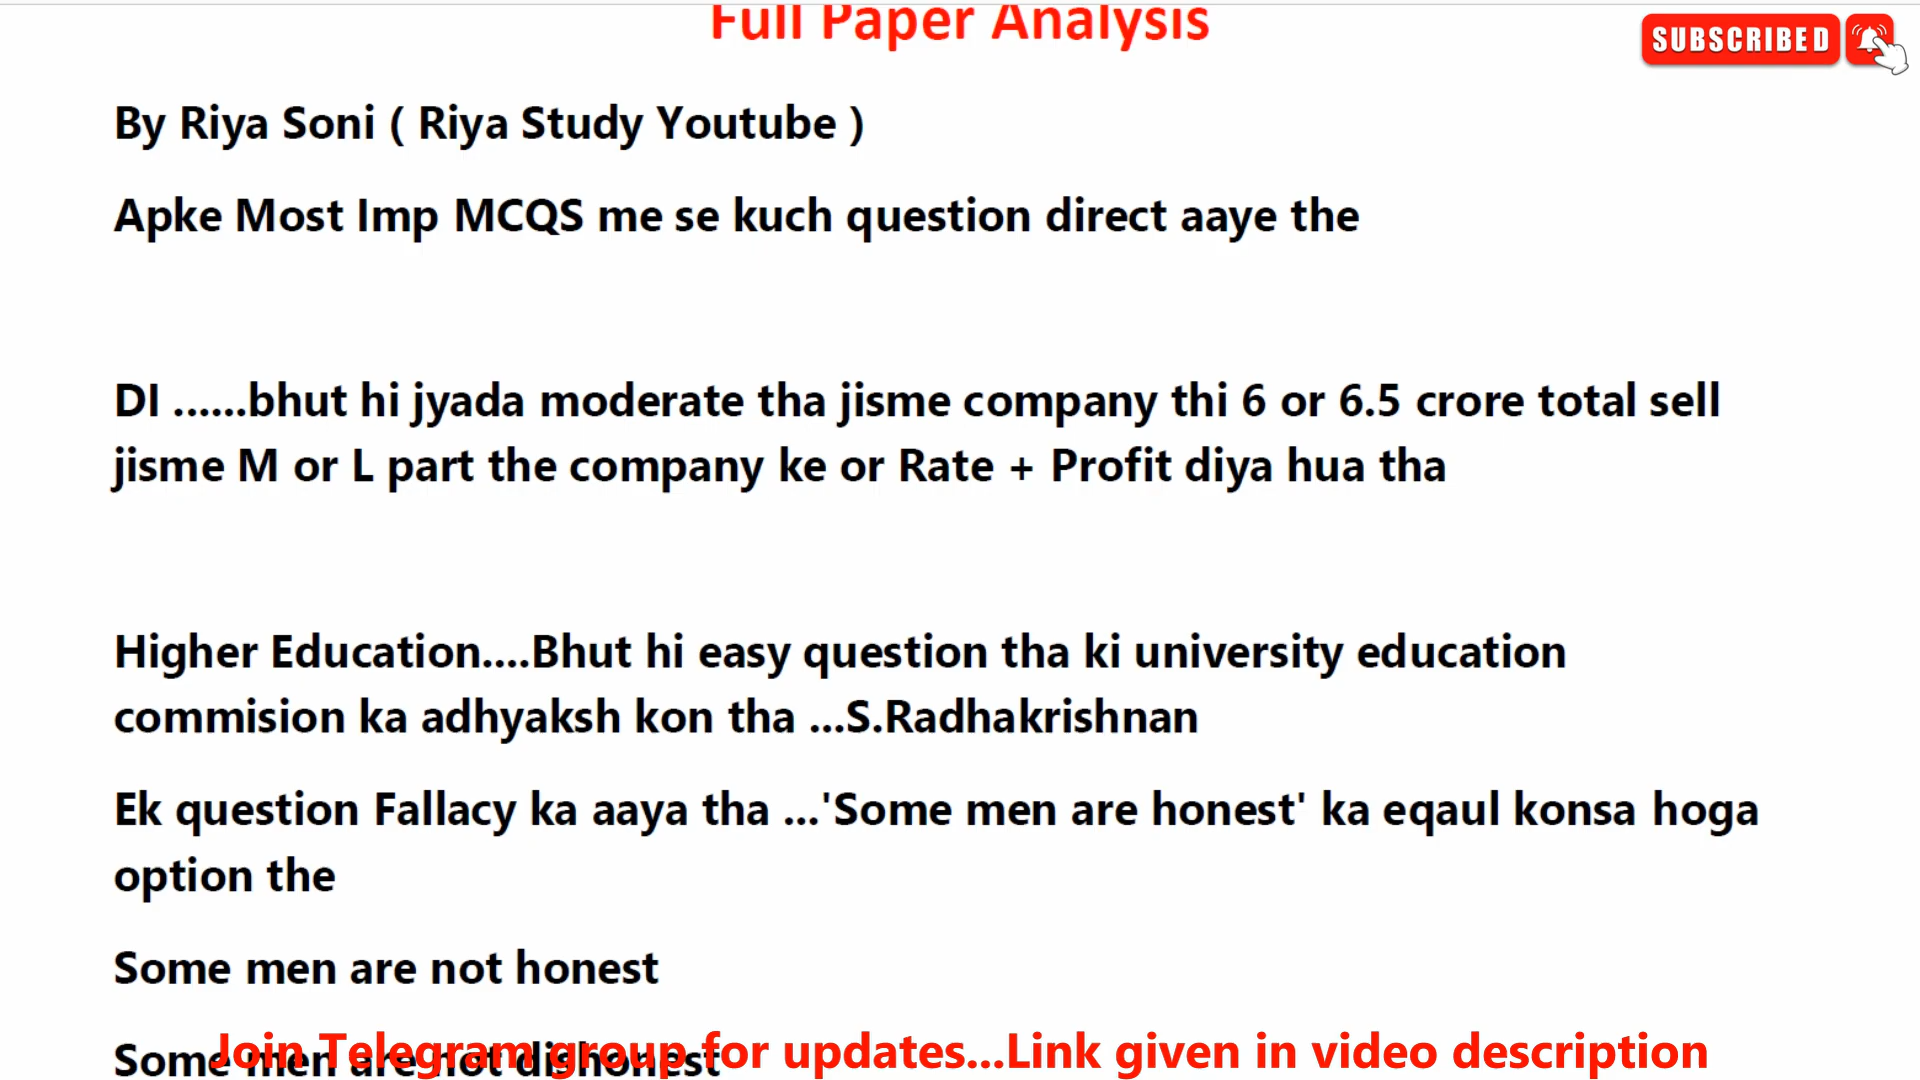 Full Paper Analysis
SUBSCRIBED
By Riya Soni ( Riya Study Youtube )
Apke Most Imp MCQS me se kuch question direct aaye the
DI ......bhut hi jyada moderate tha jisme company thi 6 or 6.5 crore total sell
jisme M or L part the company ke or Rate + Profit diya hua tha
Higher Education....Bhut hi easy question tha ki university education
commision ka adhyaksh kon tha ...S.Radhakrishnan
Ek question Fallacy ka aaya tha ...'Some men are honest' ka eqaul konsa hoga
option the
Some men are not honest
Some men are not dishonest
Join Telegram group for updates...Link given in video description